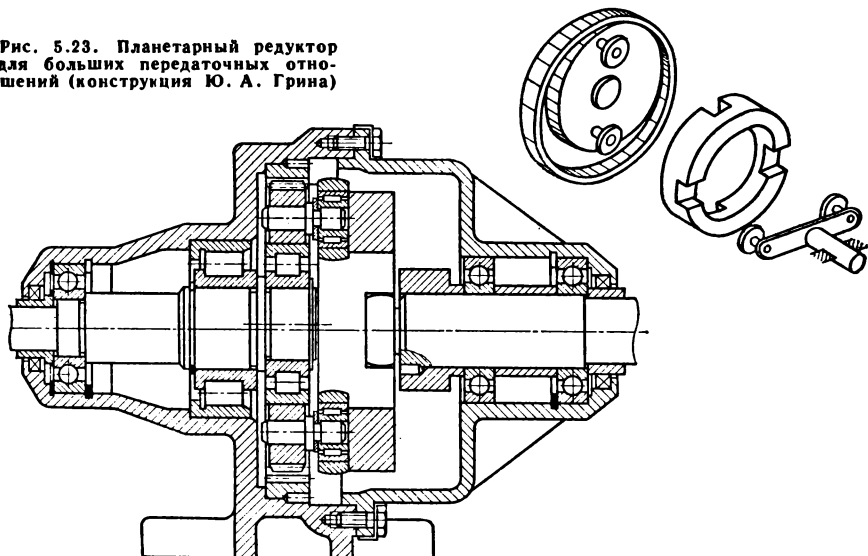 Рис. 5.23. Планетарный редуктор
для больших передаточных отно-
шений (конструкция Ю. А. Грина)